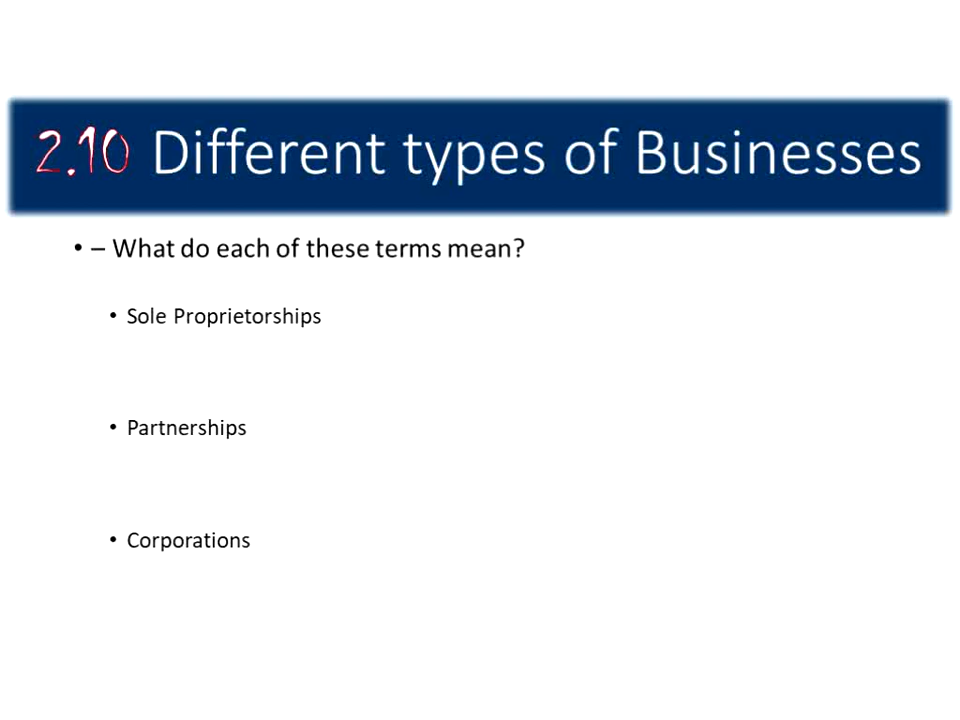 2.10 Different types of Businesses
• – What do each of these terms mean?
• Sole Proprietorships
• Partnerships
• Corporations